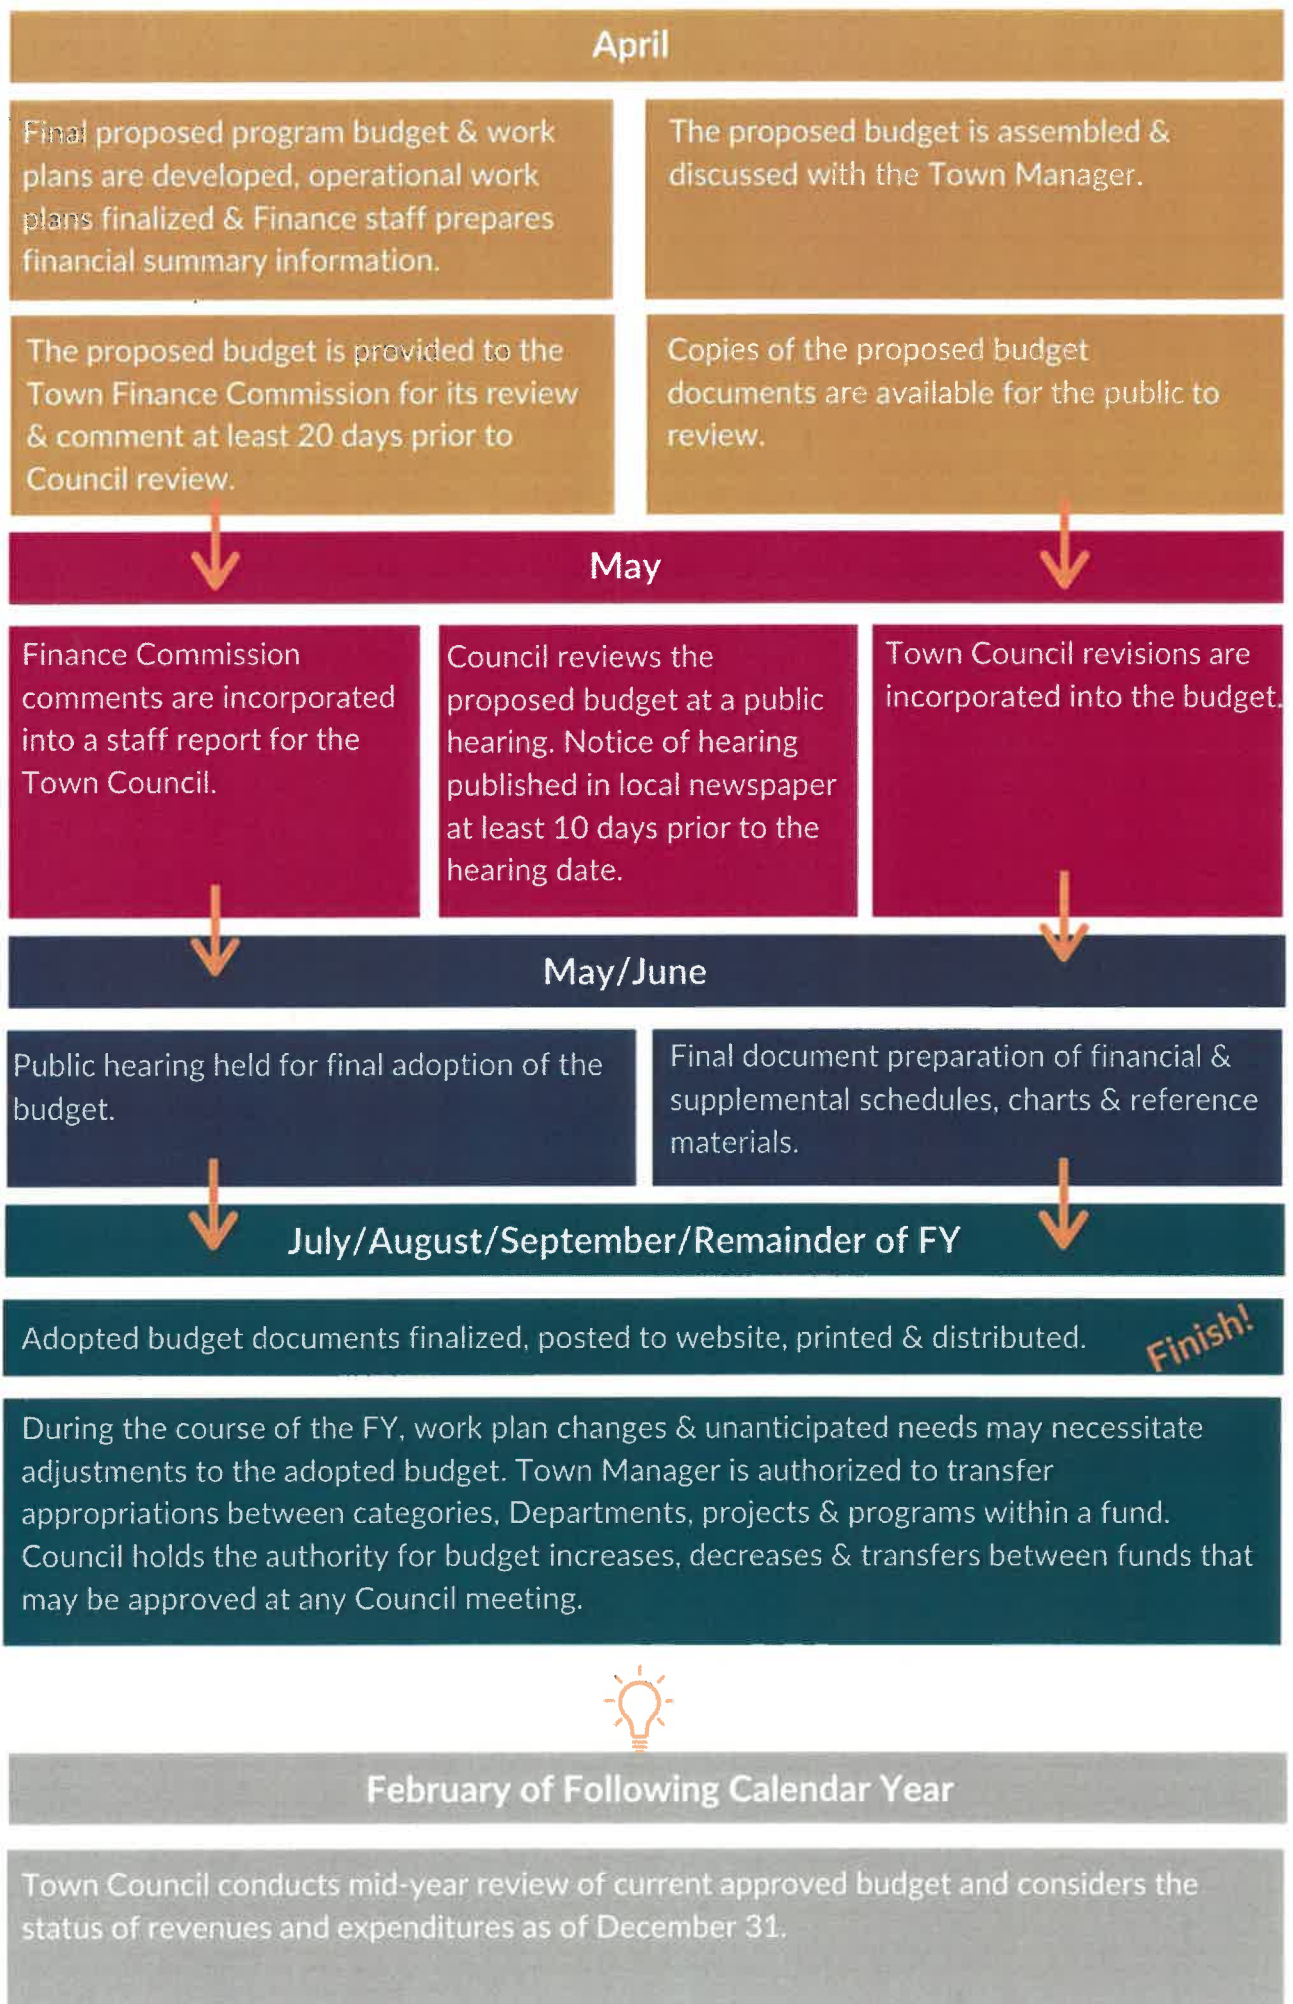 April
Final proposed program budget & work
plans are developed, operational work
plans finalized & Finance staff prepares
financial summary information.
The proposed budget is assembled &
discussed with the Town Manager.
The proposed budget is provided to the
Town Finance Commission for its review
& comment at least 20 days prior to
Council review.
Copies of the proposed budget
documents are available for the public to
review.
May
Finance Commission
comments are incorporated
into a staff report for the
Town Council.
Council reviews the
proposed budget at a public
hearing. Notice of hearing
published in local newspaper
at least 10 days prior to the
hearing date.
Town Council revisions are
incorporated into the budget.
May/June
Public hearing held for final adoption of the
budget.
Final document preparation of financial &
supplemental schedules, charts & reference
materials.
July/August/September/Remainder of FY
Adopted budget documents finalized, posted to website, printed & distributed.
Finish!
During the course of the FY, work plan changes & unanticipated needs may necessitate
adjustments to the adopted budget. Town Manager is authorized to transfer
appropriations between categories, Departments, projects & programs within a fund.
Council holds the authority for budget increases, decreases & transfers between funds that
may be approved at any Council meeting.
February of Following Calendar Year
Town Council conducts mid-year review of current approved budget and considers the
status of revenues and expenditures as of December 31.